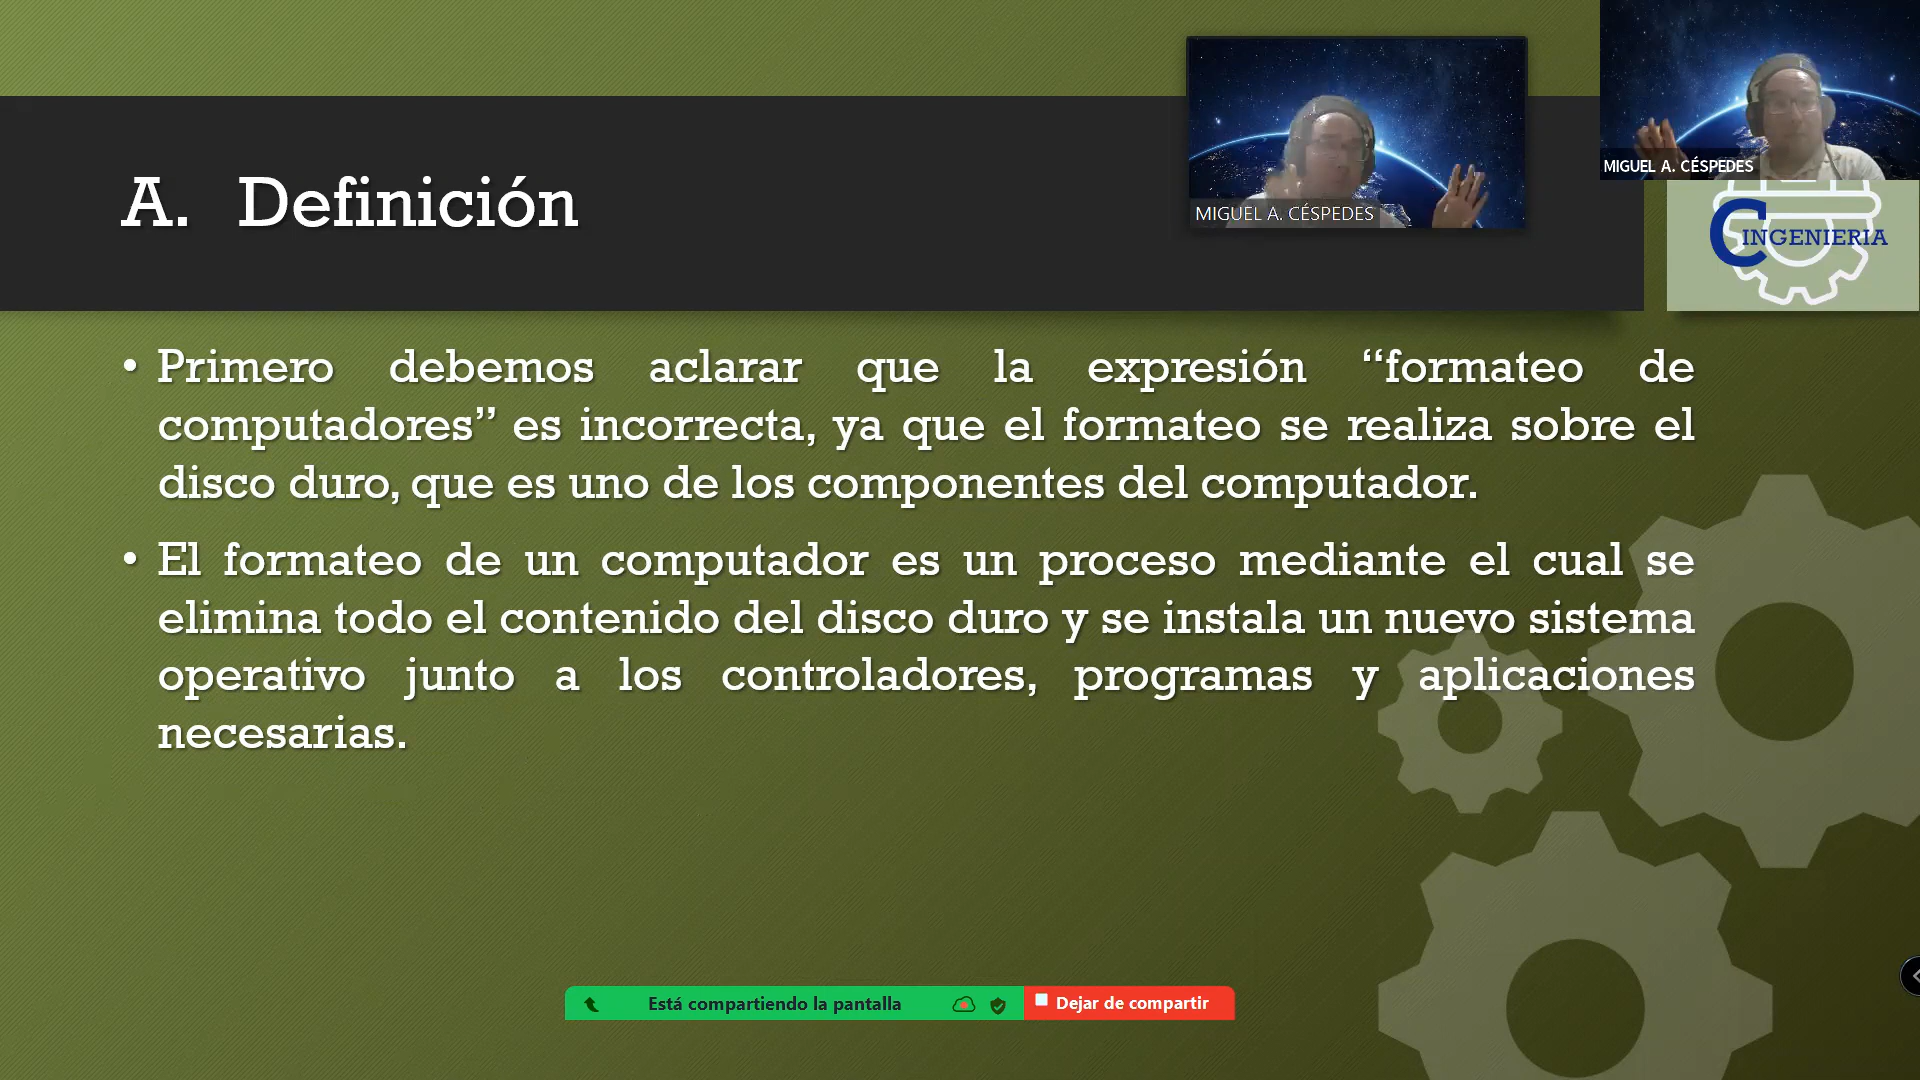 MIGUEL A. CÉSPEDES
MIGUEL A. CÉSPEDES
A. Definición
C INGENIERIA
• Primero debemos aclarar que la expresión “formateo de
computadores” es incorrecta, ya que el formateo se realiza sobre el
disco duro, que es uno de los componentes del computador.
• El formateo de un computador es un proceso mediante el cual se
elimina todo el contenido del disco duro y se instala un nuevo sistema
operativo junto a los controladores, programas y aplicaciones
necesarias.
Está compartiendo la pantalla
Dejar de compartir